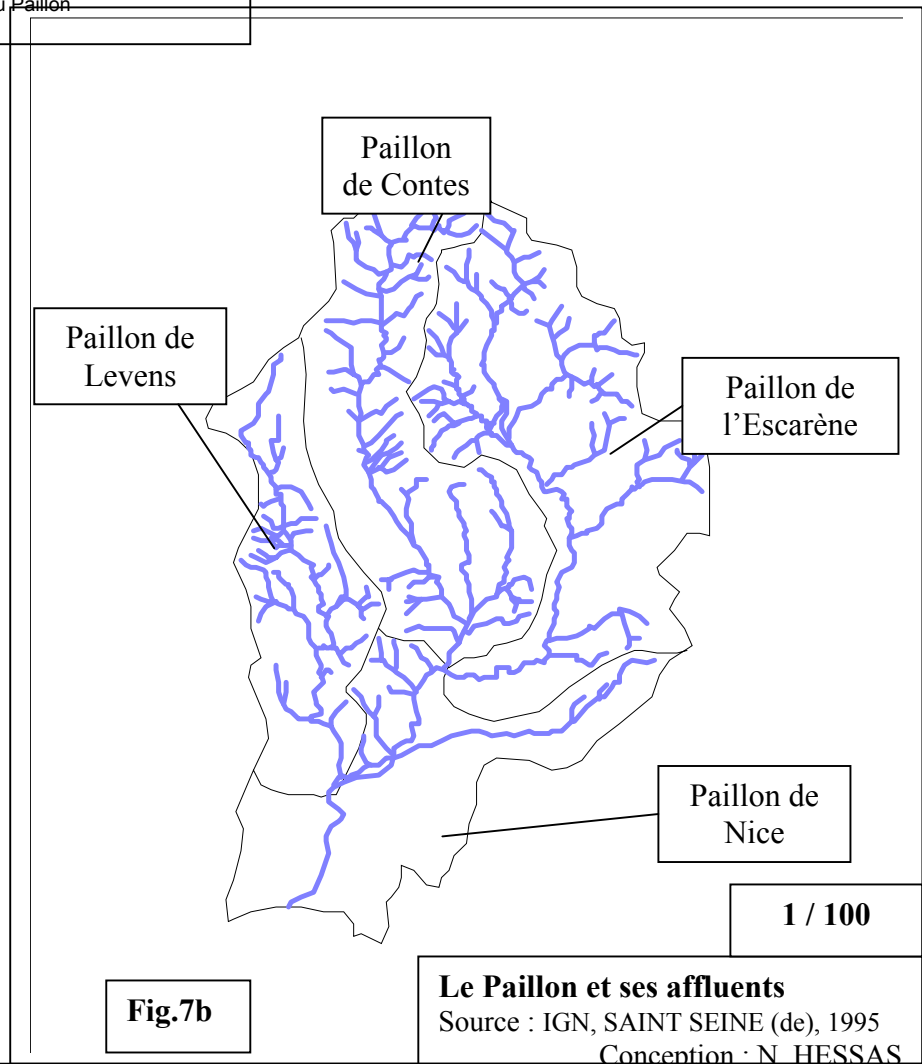 u Paillon
Paillon
de Contes
Paillon de
Levens
Paillon de
l'Escarène
Paillon de
Nice
1 / 100
Fig.7b
Le Paillon et ses affluents
Source : IGN, SAINT SEINE (de), 1995
Conception : N. HESSAS